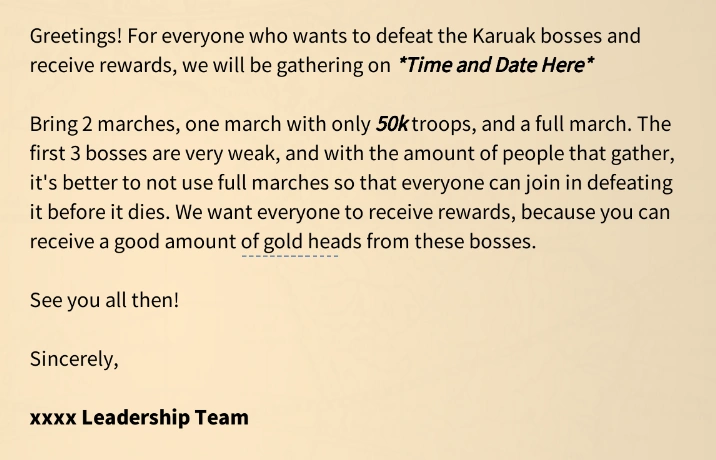 Greetings! For everyone who wants to defeat the Karuak bosses and
receive rewards, we will be gathering on *Time and Date Here*
Bring 2 marches, one march with only 50k troops, and a full march. The
first 3 bosses are very weak, and with the amount of people that gather,
it's better to not use full marches so that everyone can join in defeating
it before it dies. We want everyone to receive rewards, because you can
receive a good amount of gold heads from these bosses.
See you all then!
Sincerely,
xxxx Leadership Team